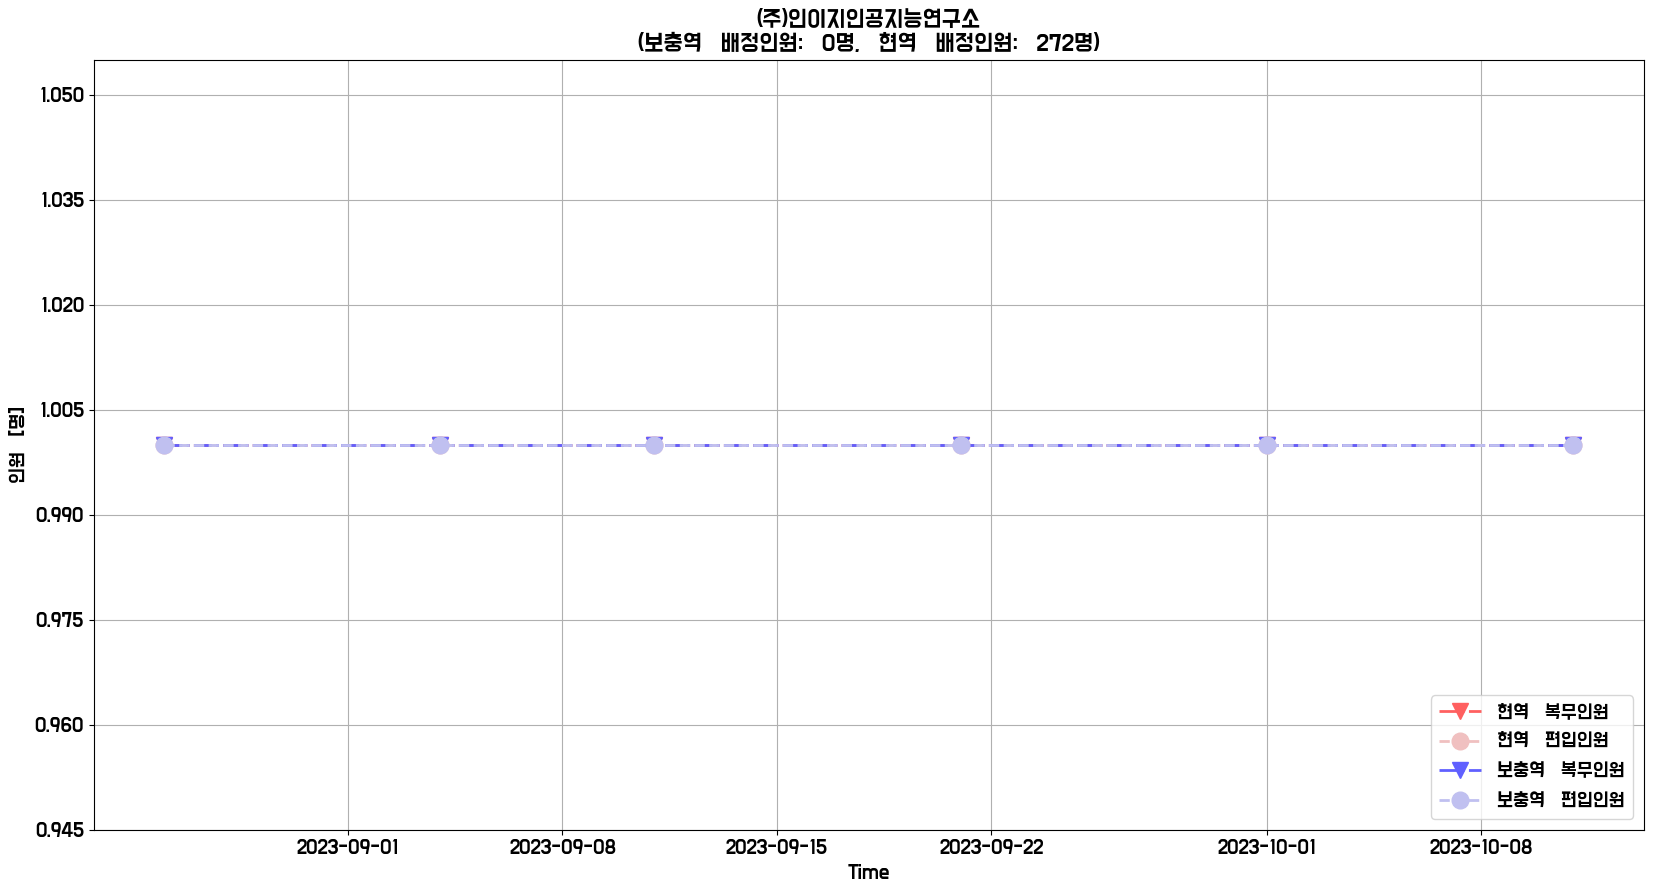 (주)인이지인공지능연구소
(보충역 배정인원: 0명, 현역 배정인원: 272명)
1.050
1.035
1.020
1.005
0.990
0.975
0.960
0.945
인원 [명]
현역 복무인원
현역 편입인원
보충역 복무인원
보충역 편입인원
2023-09-01 2023-09-08 2023-09-15 2023-09-22 2023-10-01 2023-10-08
Time